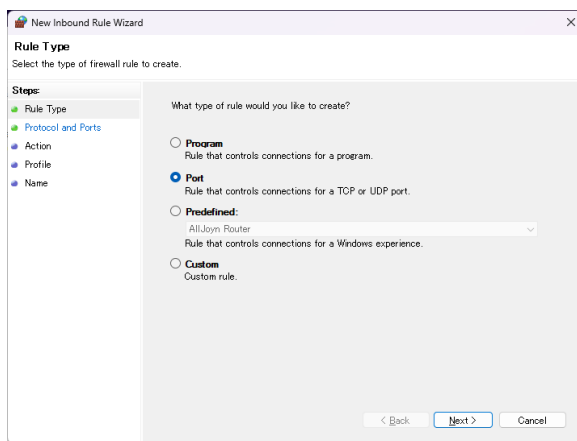 New Inbound Rule Wizard
Rule Type
Select the type of firewall rule to create.
Steps:
Rule Type
Protocol and Ports
Action
Profile
Name
What type of rule would you like to create?
Program
Rule that controls connections for a program.
Port
Rule that controls connections for a TCP or UDP port.
Predefined:
AllJoyn Router
Rule that controls connections for a Windows experience.
Custom
Custom rule.
< Back
Next >
Cancel